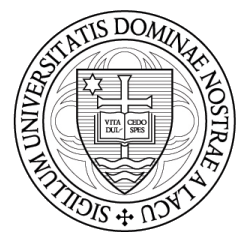 SIGILLUM UNIVERSITATIS DOMINAE NOSTRAE A LACU
VITA CEDO
DUL- SPES